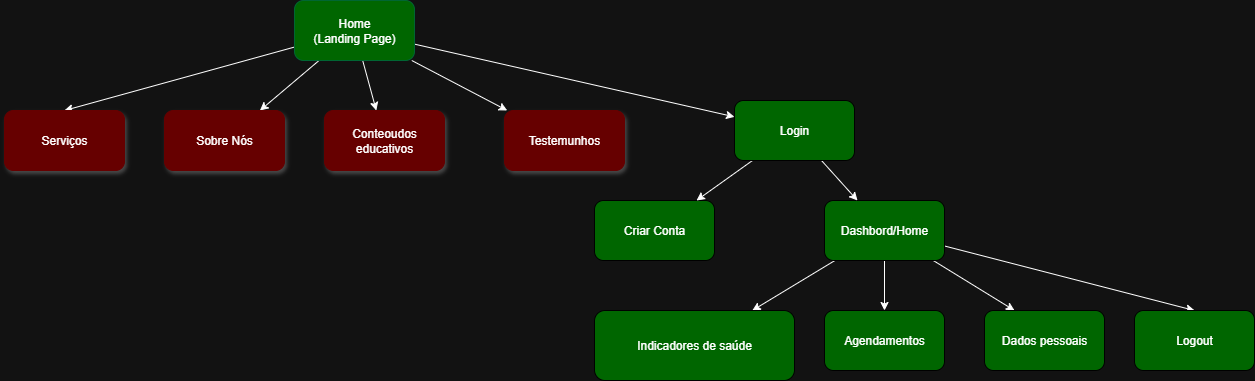 Home
(Landing Page)
Serviços
Sobre Nós
Conteoudos
educativos
Testemunhos
Login
Criar Conta
Dashbord/Home
Indicadores de saúde
Agendamentos
Dados pessoais
Logout